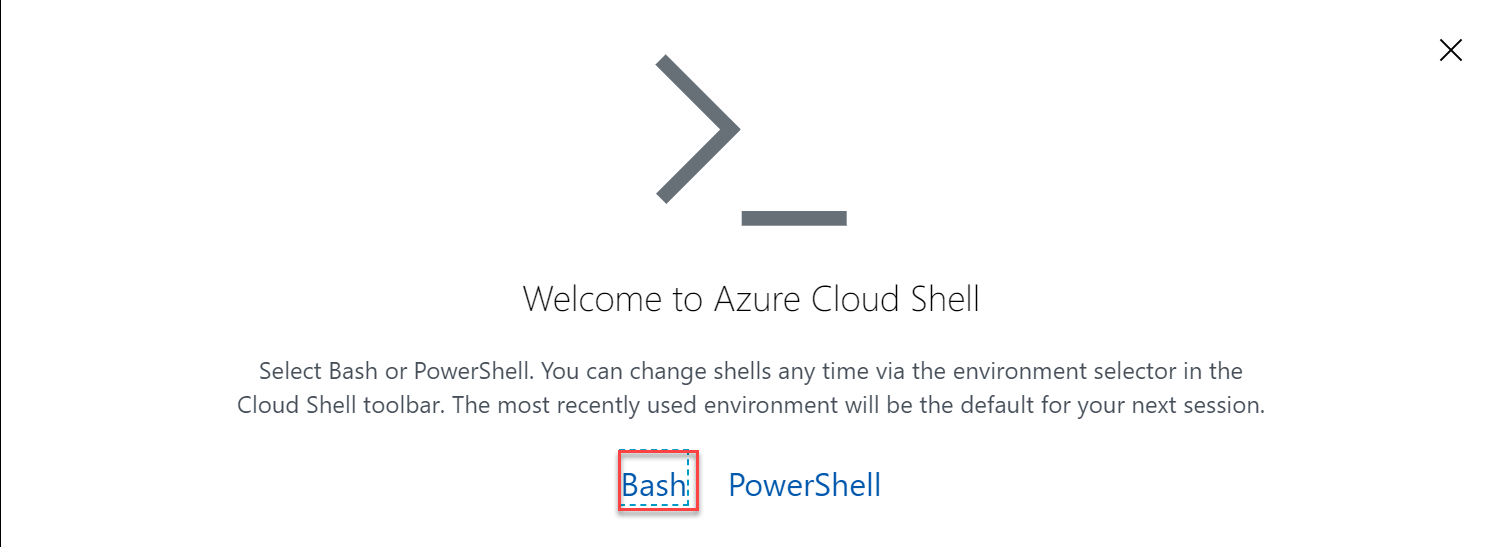 Welcome to Azure Cloud Shell
Select Bash or PowerShell. You can change shells any time via the environment selector in the
Cloud Shell toolbar. The most recently used environment will be the default for your next session.
Bash PowerShell